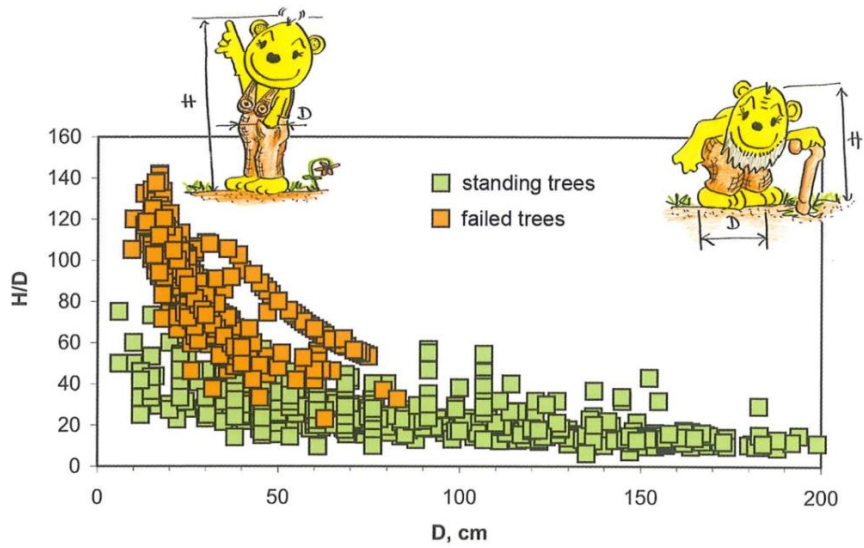 H
D
H
D
160
140
120
100
80
60
40
20
0
H/D
standing trees
failed trees
0 50 100 150 200
D, cm